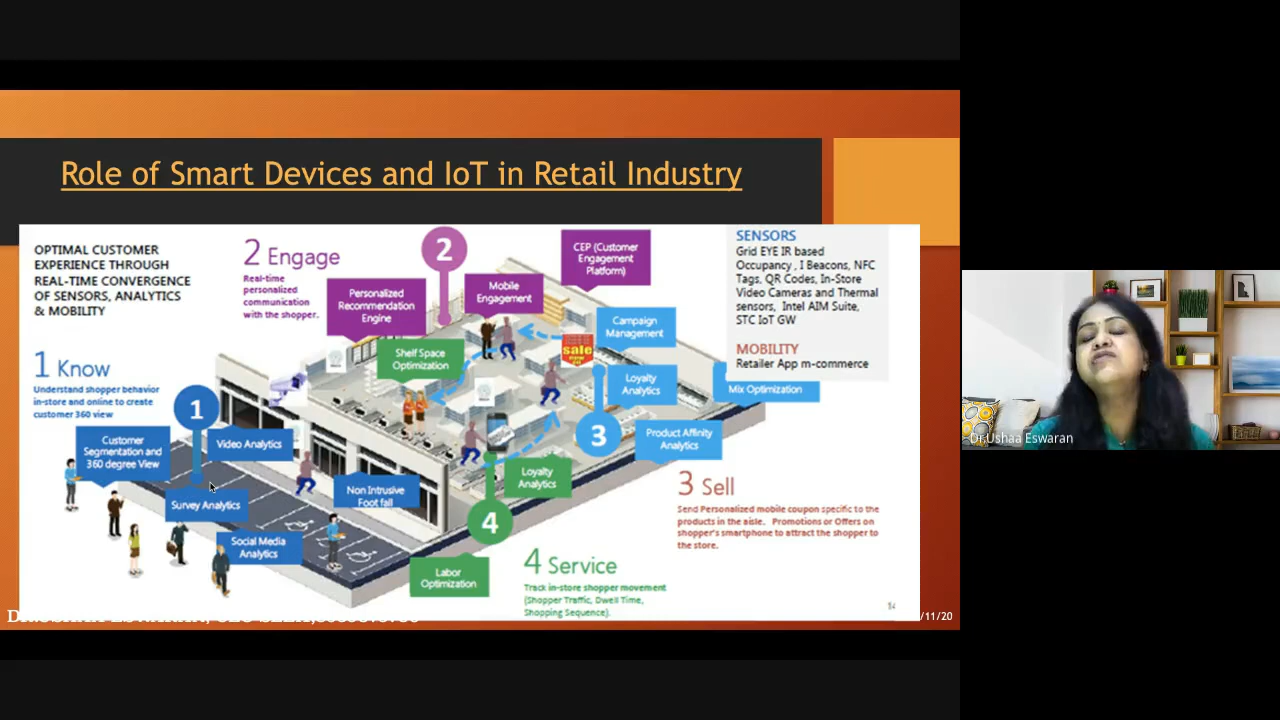 Role of Smart Devices and IoT in Retail Industry
OPTIMAL CUSTOMER
EXPERIENCE THROUGH
REAL-TIME CONVERGENCE
OF SENSORS, ANALYTICS
& MOBILITY
1 Know
Understand shopper behavior
in-store and online to create
customer 360 view
1
Customer
Segmentation and
360 degree View
Video Analytics
Survey Analytics
Social Media
Analytics
Non Intrusive
Foot fall
2 Engage
Real-time
personalized
communication
with the shopper.
2
Personalized
Recommendation
Engine
Mobile
Engagement
CEP (Customer
Engagement
Platform)
Shelf Space
Optimization
sale
Campaign
Management
Loyalty
Analytics
Mix Optimization
3
Product Affinity
Analytics
3 Sell
Send Personalized mobile coupon specific to the
products in the aisle. Promotions or Offers on
shopper's smartphone to attract the shopper to
the store.
Loyalty
Analytics
4
Labor
Optimization
4 Service
Track in-store shopper movement
(Shopper Traffic, Dwell Time,
Shopping Sequence).
SENSORS
Grid EYE IR based
Occupancy , I Beacons, NFC
Tags, QR Codes, In-Store
Video Cameras and Thermal
sensors, Intel AIM Suite,
STC IoT GW
MOBILITY
Retailer App m-commerce
/11/20
Dr.Ushaa Eswaran